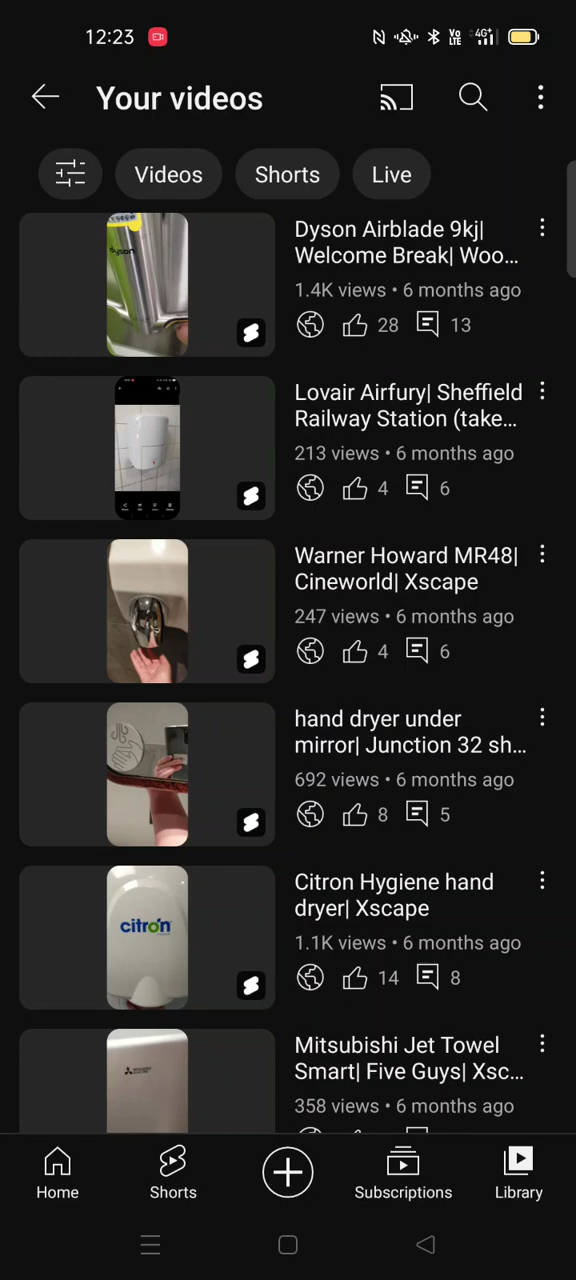 12:23
4G+
VoLTE
Your videos
Videos
Shorts
Live
dyson
Dyson Airblade 9kj|
Welcome Break| Woo...
1.4K views • 6 months ago
28
13
Lovair Airfury| Sheffield
Railway Station (take...
213 views • 6 months ago
4
6
Warner Howard MR48|
Cineworld| Xscape
247 views • 6 months ago
4
6
hand dryer under
mirror| Junction 32 sh...
692 views • 6 months ago
8
5
citron
Citron Hygiene hand
dryer| Xscape
1.1K views • 6 months ago
14
8
Mitsubishi Jet Towel
Smart| Five Guys| Xsc...
358 views • 6 months ago
Home
Shorts
Subscriptions
Library